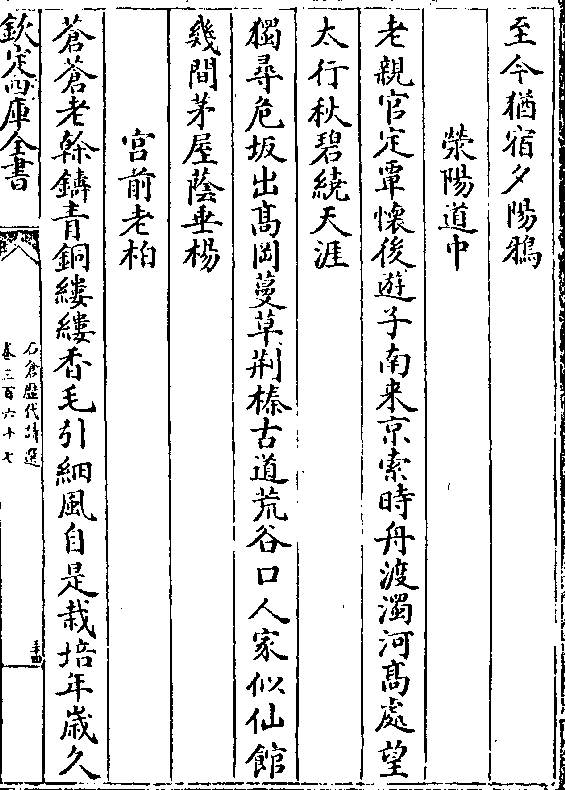 至今猶宿夕陽鴉
滎陽道中
老親官定覃懷後遊子南来京索時舟渡濁河髙處望
太行秋碧繞天涯
獨尋危坂出髙岡蔓草荆榛古道荒谷口人家似仙館
幾間茅屋蔭垂楊
宫前老柏
蒼蒼老榦鑄青銅縷縷香毛引細風自是栽培年嵗久
欽定四庫全書
石倉歴代詩選
卷三百六十七